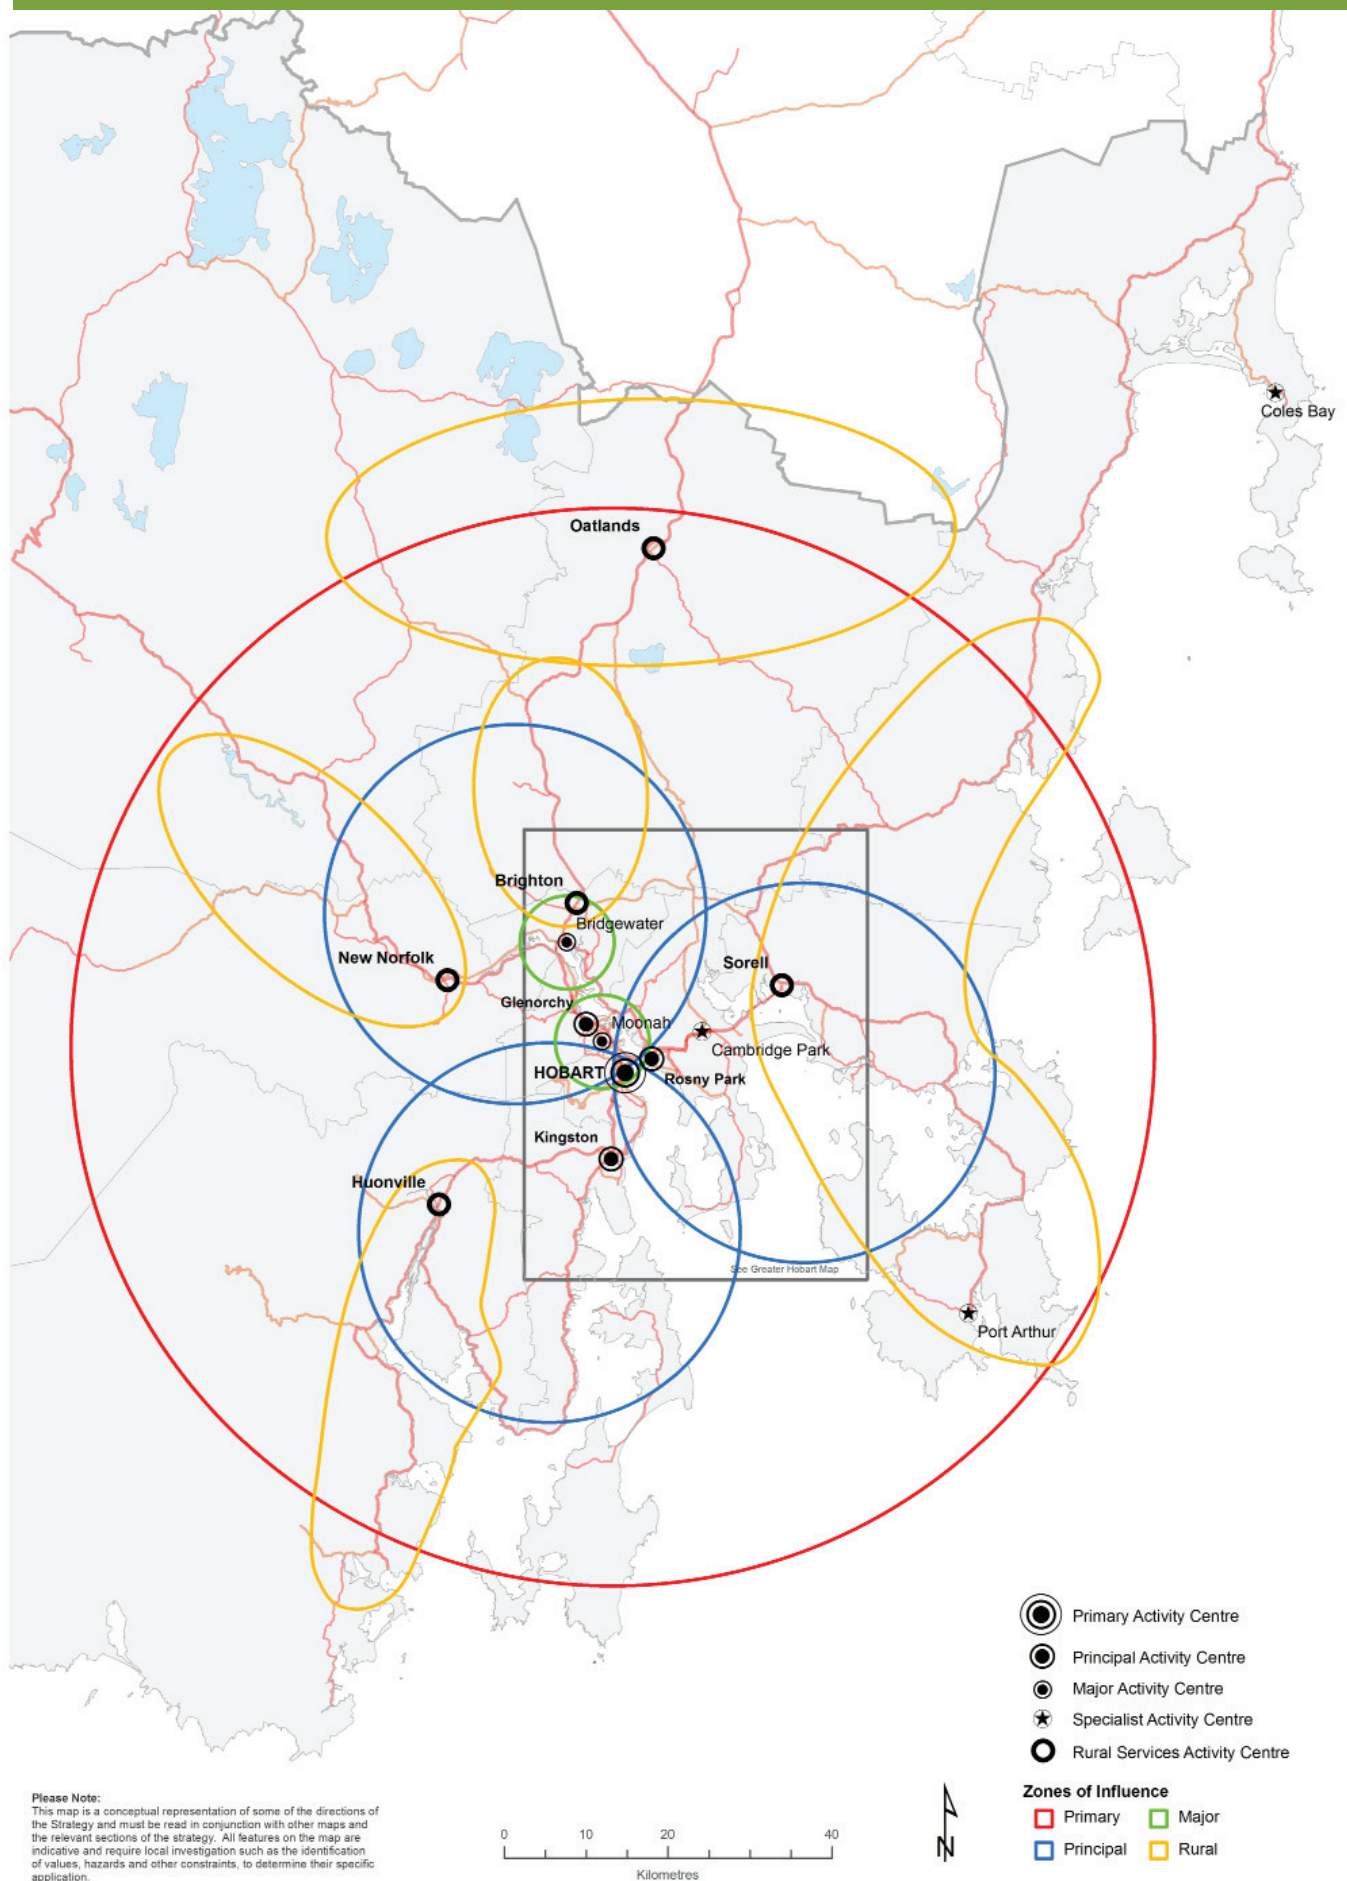 Coles Bay
Oatlands
Brighton
Bridgewater
New Norfolk
Sorell
Glenorchy
Moonah
Cambridge Park
HOBART
Rosny Park
Kingston
Huonville
See Greater Hobart Map
Port Arthur
Primary Activity Centre
Principal Activity Centre
Major Activity Centre
Specialist Activity Centre
Rural Services Activity Centre
Zones of Influence
Primary
Major
Principal
Rural
N
0 10 20 40
Kilometres
Please Note:
This map is a conceptual representation of some of the directions of
the Strategy and must be read in conjunction with other maps and
the relevant sections of the strategy. All features on the map are
indicative and require local investigation such as the identification
of values, hazards and other constraints, to determine their specific
application.